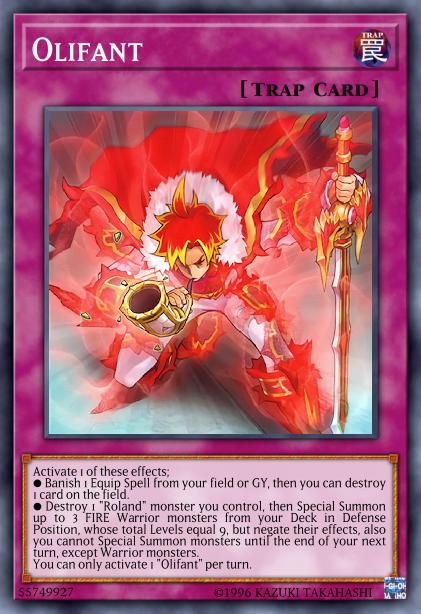 Olifant
TRAP
罠
[Trap Card]
Activate 1 of these effects;
● Banish 1 Equip Spell from your field or GY, then you can destroy
1 card on the field.
● Destroy 1 "Roland" monster you control, then Special Summon
up to 3 FIRE Warrior monsters from your Deck in Defense
Position, whose total Levels equal 9, but negate their effects, also
you cannot Special Summon monsters until the end of your next
turn, except Warrior monsters.
You can only activate 1 "Olifant" per turn.
55749927
©1996 KAZUKI TAKAHASHI